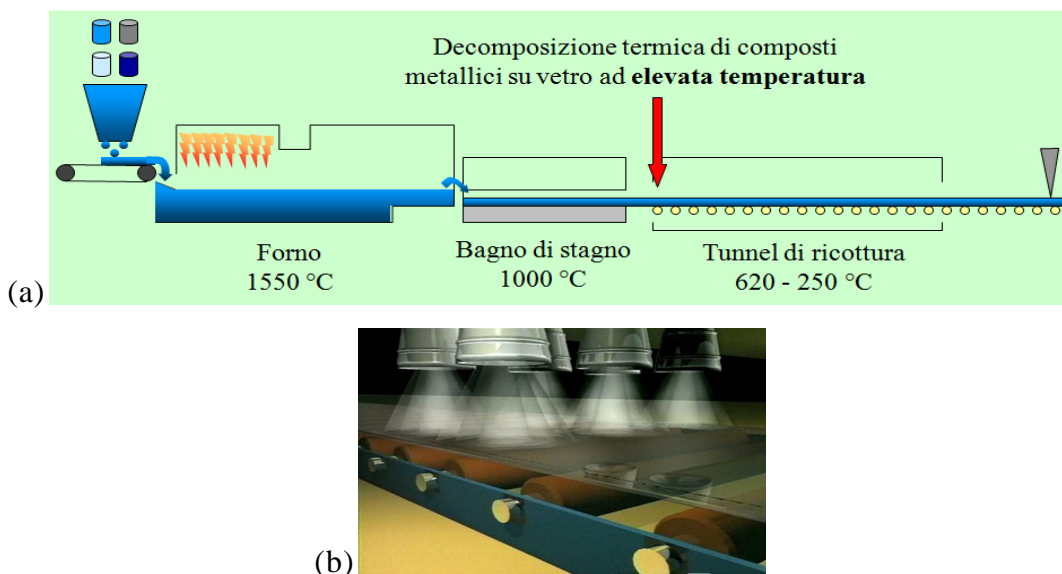 Decomposizione termica di composti
metallici su vetro ad elevata temperatura
Forno
1550 °C
Bagno di stagno
1000 °C
Tunnel di ricottura
620 - 250 °C
(a)
(b)